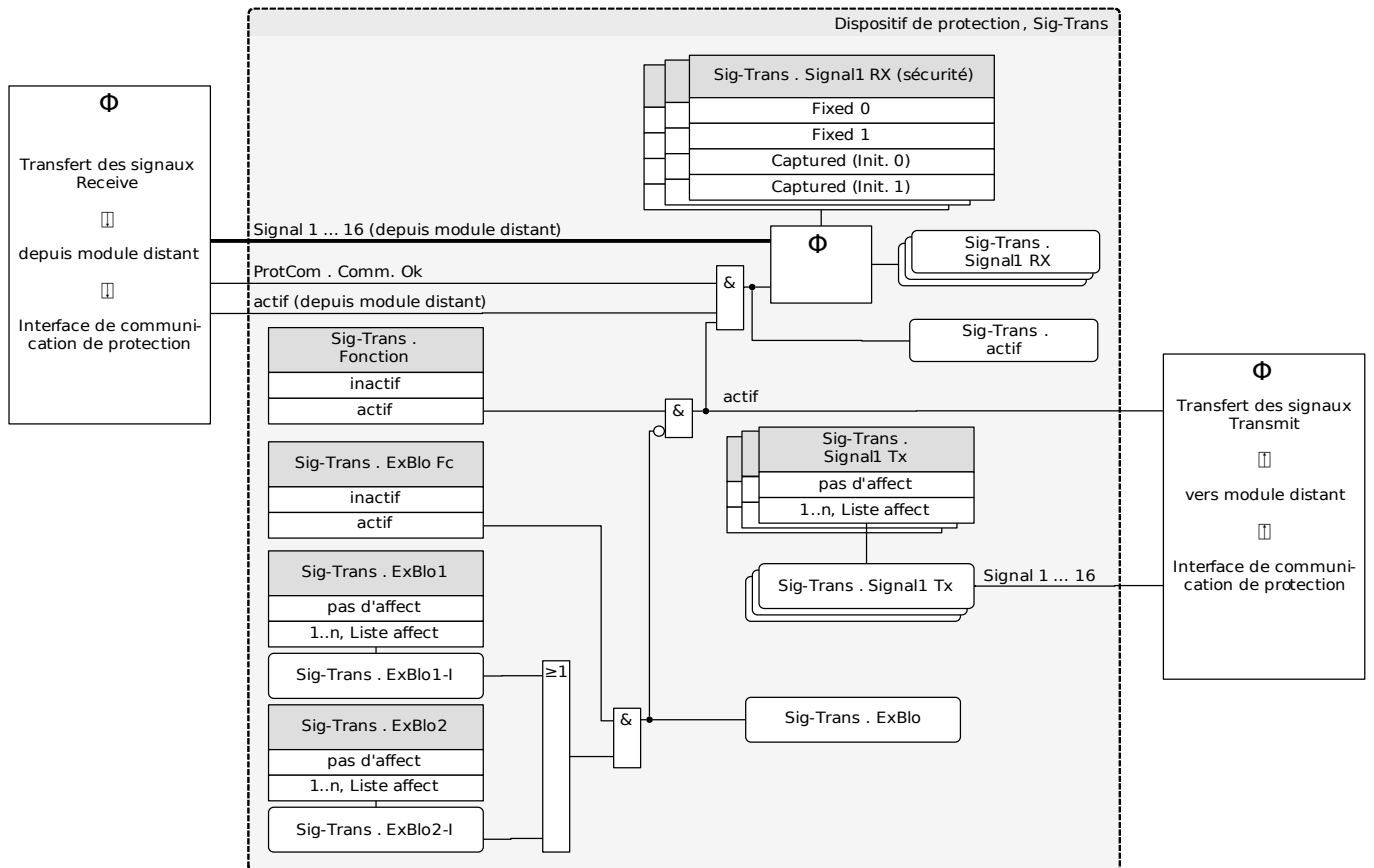 Dispositif de protection, Sig-Trans
Φ
Transfert des signaux
Receive
depuis module distant
Interface de communi-
cation de protection
Sig-Trans . Signal1 RX (sécurité)
Fixed 0
Fixed 1
Captured (Init. 0)
Captured (Init. 1)
Signal 1 ... 16 (depuis module distant)
Φ
Sig-Trans .
Signal1 RX
ProtCom . Comm. Ok
&
actif (depuis module distant)
Sig-Trans .
actif
Sig-Trans .
Fonction
inactif
actif
&
actif
Φ
Transfert des signaux
Transmit
vers module distant
Interface de communi-
cation de protection
Sig-Trans . ExBlo Fc
inactif
actif
Sig-Trans .
Signal1 Tx
pas d'affect
1..n, Liste affect
Sig-Trans . Signal1 Tx
Signal 1 ... 16
Sig-Trans . ExBlo1
pas d'affect
1..n, Liste affect
Sig-Trans . ExBlo1-I
≥1
Sig-Trans . ExBlo2
pas d'affect
1..n, Liste affect
Sig-Trans . ExBlo2-I
&
Sig-Trans . ExBlo